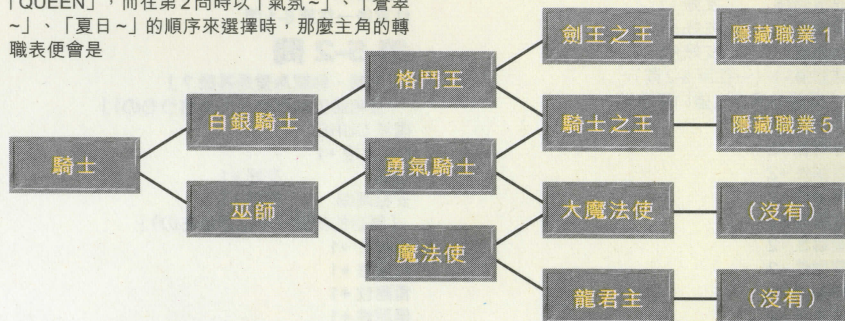 「QUEEN」，而在第2問時以「氣氛~」、「蒼翠
~」、「夏日~」的順序來選擇時，那麼主角的轉
職表便會是
騎士
白銀騎士
巫師
格鬥王
勇氣騎士
魔法使
劍王之王
騎士之王
大魔法使
龍君主
隱藏職業1
隱藏職業5
（沒有）
（沒有）